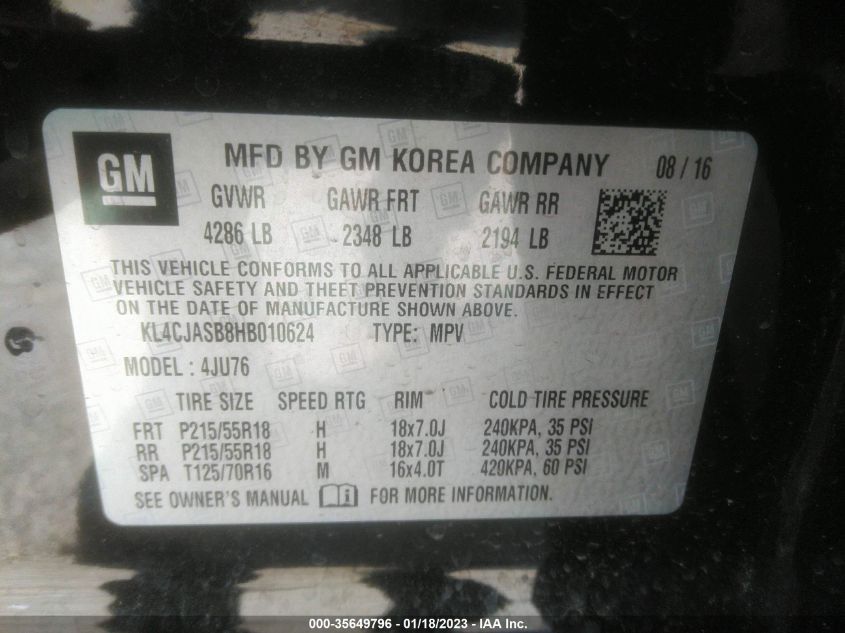 GM
MFD BY GM KOREA COMPANY 08 / 16
GVWR GAWR FRT GAWR RR
4286 LB 2348 LB 2194 LB
THIS VEHICLE CONFORMS TO ALL APPLICABLE U.S. FEDERAL MOTOR
VEHICLE SAFETY AND THEFT PREVENTION STANDARDS IN EFFECT
ON THE DATE OF MANUFACTURE SHOWN ABOVE.
KL4CJASB8HB010624 TYPE: MPV
MODEL: 4JU76
TIRE SIZE SPEED RTG RIM COLD TIRE PRESSURE
FRT P215/55R18 H 18x7.0J 240KPA, 35 PSI
RR P215/55R18 H 18x7.0J 240KPA, 35 PSI
SPA T125/70R16 M 16x4.0T 420KPA, 60 PSI
SEE OWNER'S MANUAL FOR MORE INFORMATION.
000-35649796 - 01/18/2023 - IAA Inc.